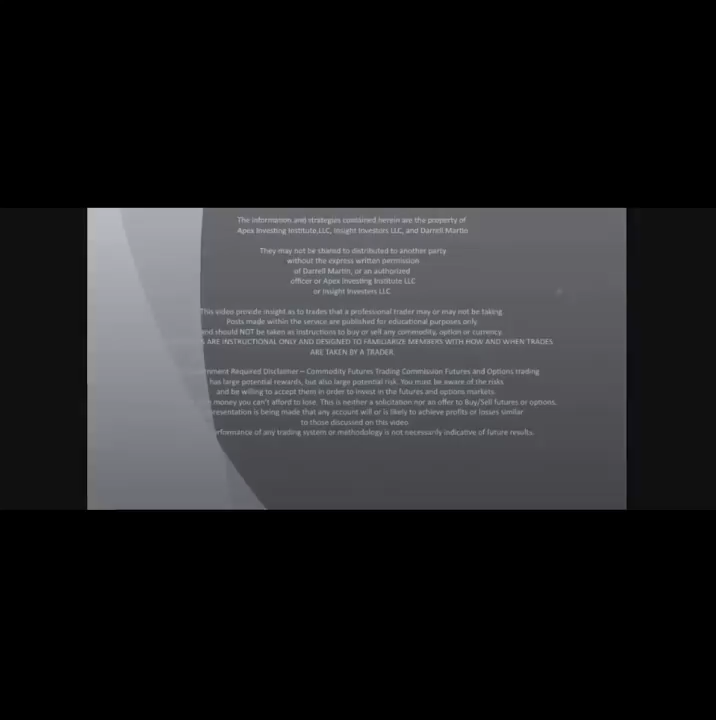 The information and strategies contained herein are the property of
Apex Investing Institute,LLC, Insight Investors LLC, and Darrell Martin
They may not be shared to distributed to another party
without the express written permission
of Darrell Martin, or an authorized
officer or Apex Investing Institute LLC
or Insight Investors LLC
This video provide insight as to trades that a professional trader may or may not be taking.
Posts made within the service are published for educational purposes only
and should NOT be taken as instructions to buy or sell any commodity, option or currency.
ARE INSTRUCTIONAL ONLY AND DESIGNED TO FAMILIARIZE MEMBERS WITH HOW AND WHEN TRADES
ARE TAKEN BY A TRADER.
Required Disclaimer – Commodity Futures Trading Commission Futures and Options trading
has large potential rewards, but also large potential risk. You must be aware of the risks
and be willing to accept them in order to invest in the futures and options markets.
money you can't afford to lose. This is neither a solicitation nor an offer to Buy/Sell futures or options.
is being made that any account will or is likely to achieve profits or losses similar
to those discussed on this video
of any trading system or methodology is not necessarily indicative of future results.